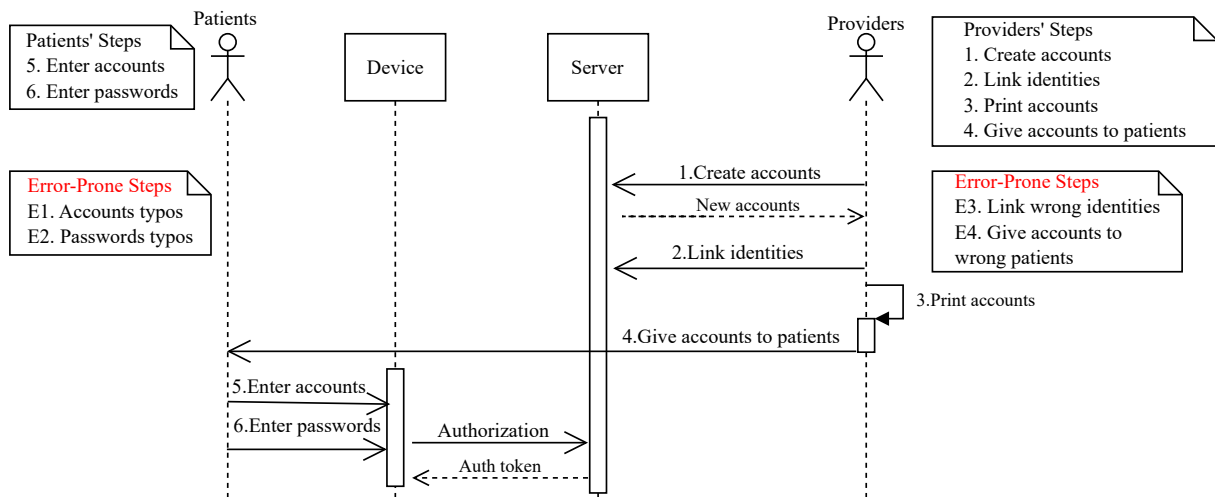 Patients
Providers
Patients' Steps
5. Enter accounts
6. Enter passwords
Device
Server
Providers' Steps
1. Create accounts
2. Link identities
3. Print accounts
4. Give accounts to patients
Error-Prone Steps
E1. Accounts typos
E2. Passwords typos
Error-Prone Steps
E3. Link wrong identities
E4. Give accounts to
wrong patients
1.Create accounts
New accounts
2.Link identities
3.Print accounts
4.Give accounts to patients
5.Enter accounts
6.Enter passwords
Authorization
Auth token